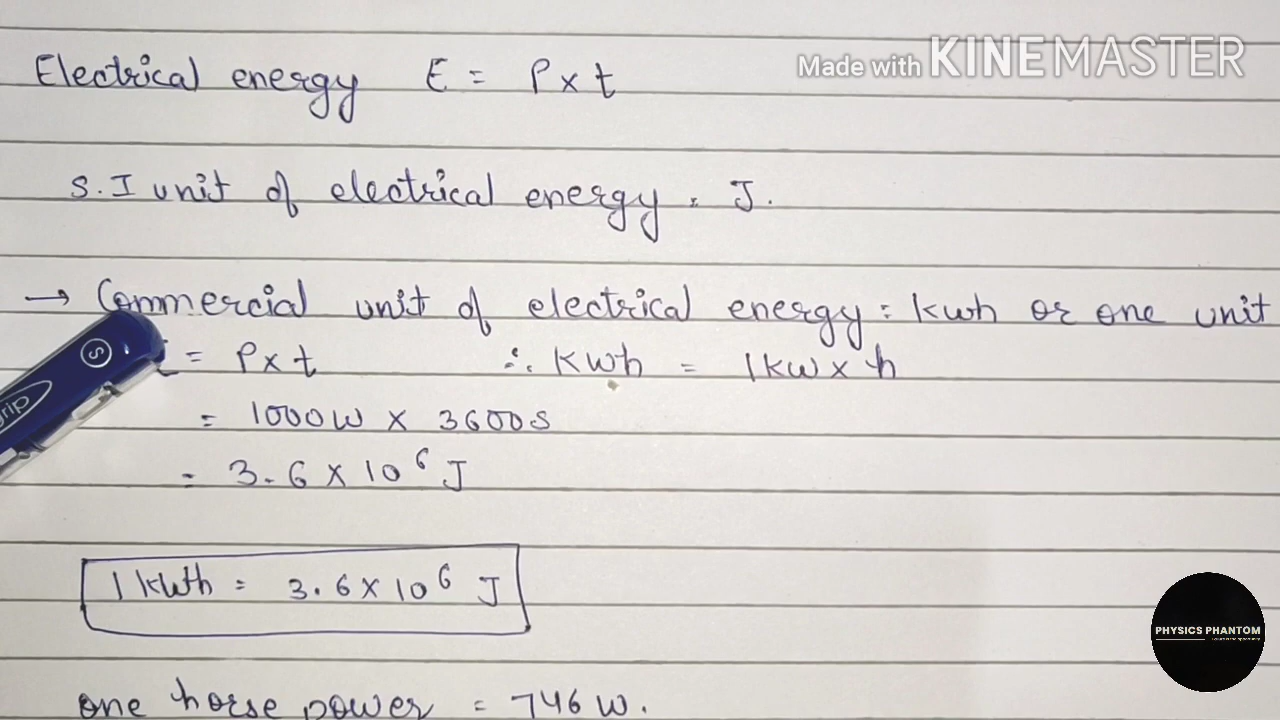 Made with KINEMASTER
Electrical energy E = P x t
S.I unit of electrical energy = J.
→ Commercial unit of electrical energy = kwh or one unit
= P x t ∴ kwh = 1kw x h
= 1000W x 3600s
= 3.6 x 10⁶ J
1 kwh = 3.6 x 10⁶ J
one horse power = 746 W.
PHYSICS PHANTOM
S
rip